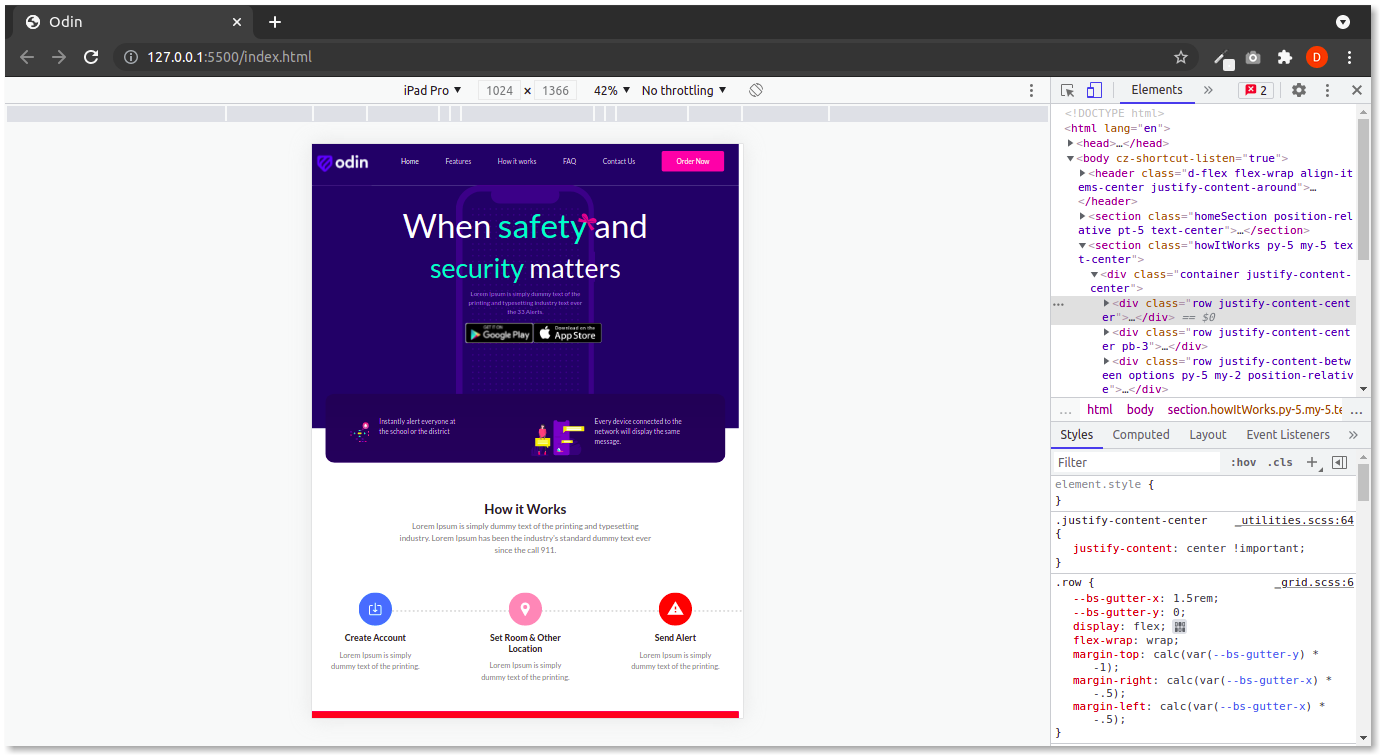 Odin
127.0.0.1:5500/index.html
D
iPad Pro ▼ 1024 × 1366 42% ▼ No throttling ▼
Elements » 2
odin
Home Features How it works FAQ Contact Us Order Now
When safety and
security matters
Lorem Ipsum is simply dummy text of the
printing and typesetting industry text ever
the 33 Alerts.
GET IT ON
Google Play
Download on the
App Store
Instantly alert everyone at
the school or the district
Every device connected to the
network will display the same
message.
How it Works
Lorem Ipsum is simply dummy text of the printing and typesetting
industry. Lorem Ipsum has been the industry's standard dummy text ever
since the call 911.
Create Account
Lorem Ipsum is simply
dummy text of the printing.
Set Room & Other
Location
Lorem Ipsum is simply
dummy text of the printing.
Send Alert
Lorem Ipsum is simply
dummy text of the printing.
<!DOCTYPE html>
<html lang="en">
<head>…</head>
<body cz-shortcut-listen="true">
<header class="d-flex flex-wrap align-it
ems-center justify-content-around">…
</header>
<section class="homeSection position-rel
ative pt-5 text-center">…</section>
<section class="howItWorks py-5 my-5 tex
t-center">
<div class="container justify-content-
center">
… <div class="row justify-content-cent
er">…</div> == $0
<div class="row justify-content-cent
er pb-3">…</div>
<div class="row justify-content-betw
een options py-5 my-2 position-relativ
e">…</div>
… html body section.howItWorks.py-5.my-5.te …
Styles Computed Layout Event Listeners »
Filter :hov .cls +
element.style {
}
.justify-content-center _utilities.scss:64
{
justify-content: center !important;
}
.row { _grid.scss:6
--bs-gutter-x: 1.5rem;
--bs-gutter-y: 0;
display: flex;
flex-wrap: wrap;
margin-top: calc(var(--bs-gutter-y) *
-1);
margin-right: calc(var(--bs-gutter-x) *
-.5);
margin-left: calc(var(--bs-gutter-x) *
-.5);
}